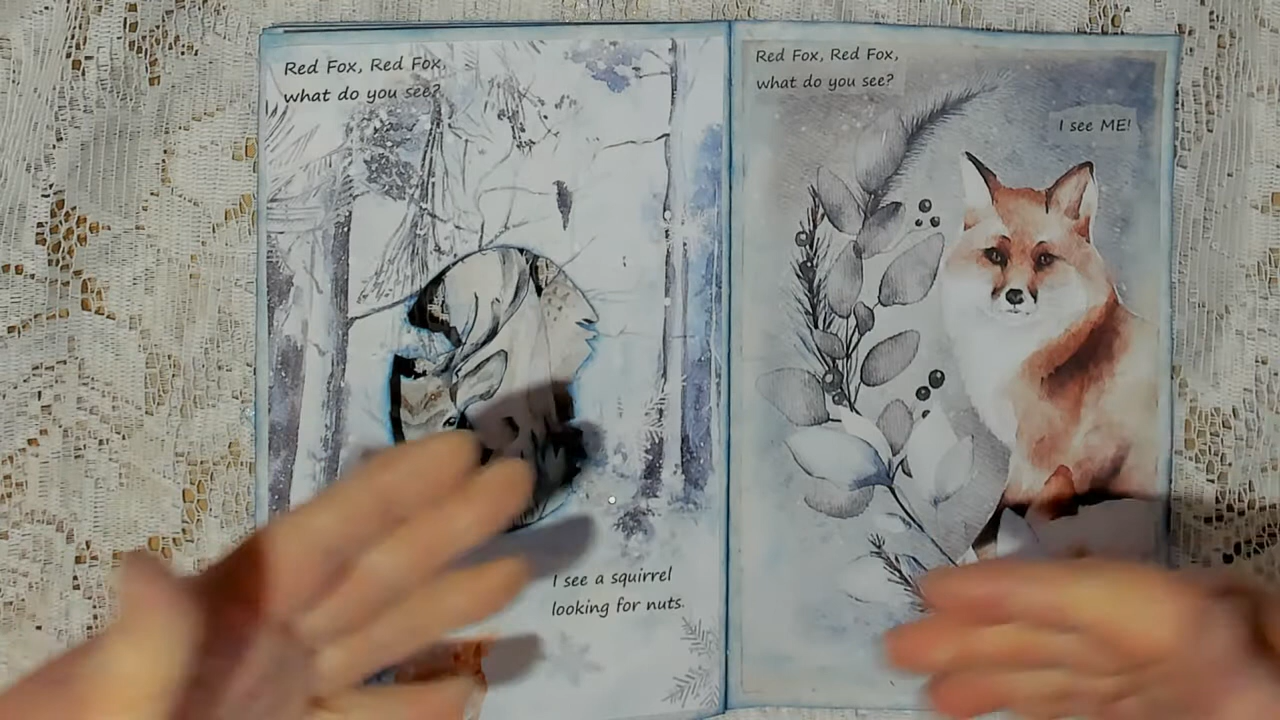 Red Fox, Red Fox,
what do you see?
I see a squirrel
looking for nuts.
Red Fox, Red Fox,
what do you see?
I see ME!